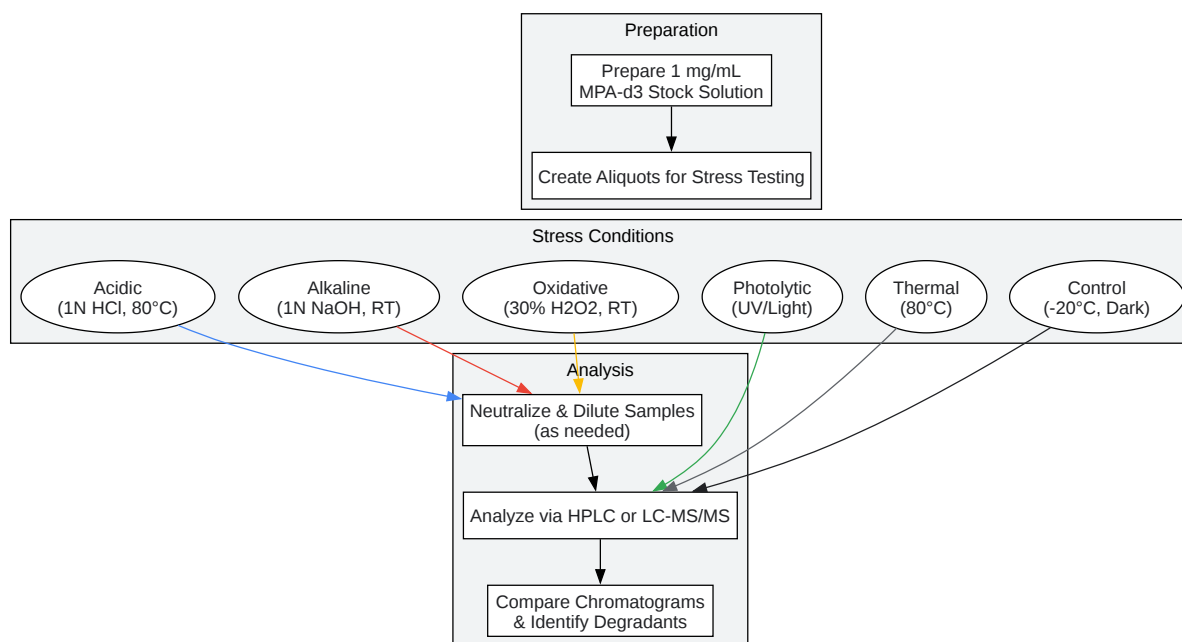 Preparation
Prepare 1 mg/mL
MPA-d3 Stock Solution
Create Aliquots for Stress Testing
Stress Conditions
Acidic
(1N HCl, 80°C)
Alkaline
(1N NaOH, RT)
Oxidative
(30% H2O2, RT)
Photolytic
(UV/Light)
Thermal
(80°C)
Control
(-20°C, Dark)
Analysis
Neutralize & Dilute Samples
(as needed)
Analyze via HPLC or LC-MS/MS
Compare Chromatograms
& Identify Degradants